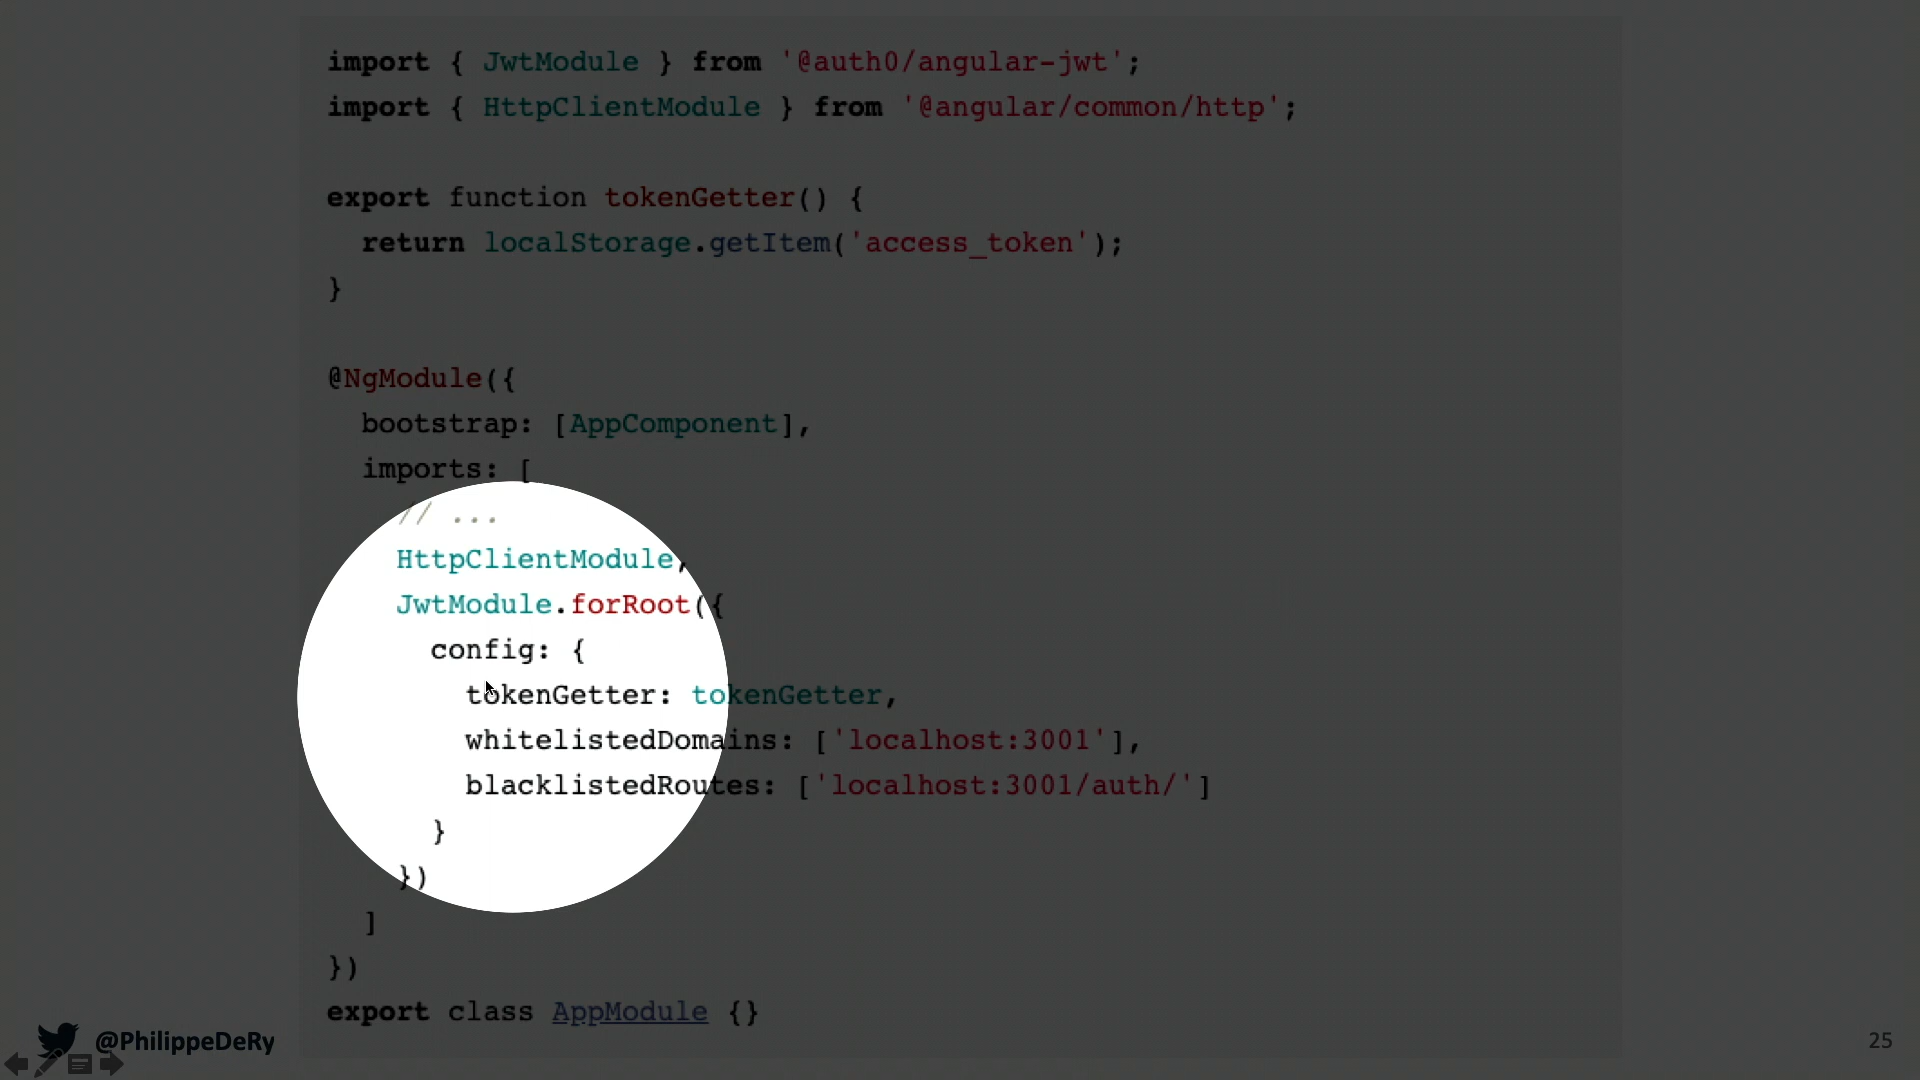 import { JwtModule } from '@auth0/angular-jwt';
import { HttpClientModule } from '@angular/common/http';
export function tokenGetter() {
return localStorage.getItem('access_token');
}
@NgModule({
bootstrap: [AppComponent],
imports: [
// ...
HttpClientModule,
JwtModule.forRoot({
config: {
tokenGetter: tokenGetter,
whitelistedDomains: ['localhost:3001'],
blacklistedRoutes: ['localhost:3001/auth/']
}
})
]
})
export class AppModule {}
@PhilippeDeRy
25